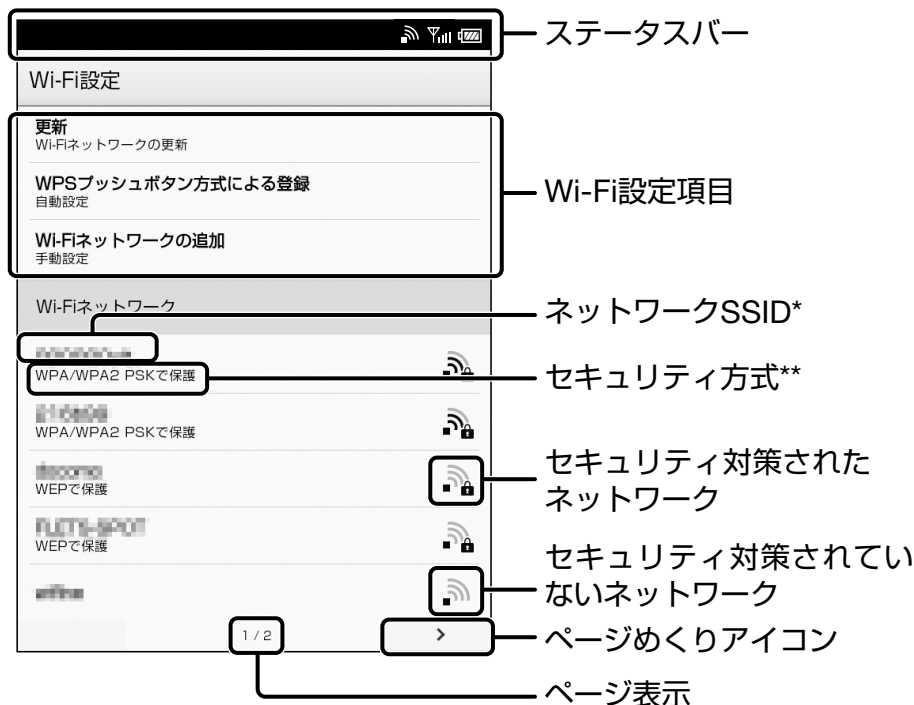 ステータスバー
Wi-Fi設定
更新
Wi-Fiネットワークの更新
WPSプッシュボタン方式による登録
自動設定
Wi-Fi設定項目
Wi-Fiネットワークの追加
手動設定
Wi-Fiネットワーク
ネットワークSSID*
WPA/WPA2 PSKで保護
セキュリティ方式**
WPA/WPA2 PSKで保護
WEPで保護
セキュリティ対策された
ネットワーク
WEPで保護
セキュリティ対策されてい
ないネットワーク
1 / 2
>
ページめくりアイコン
ページ表示